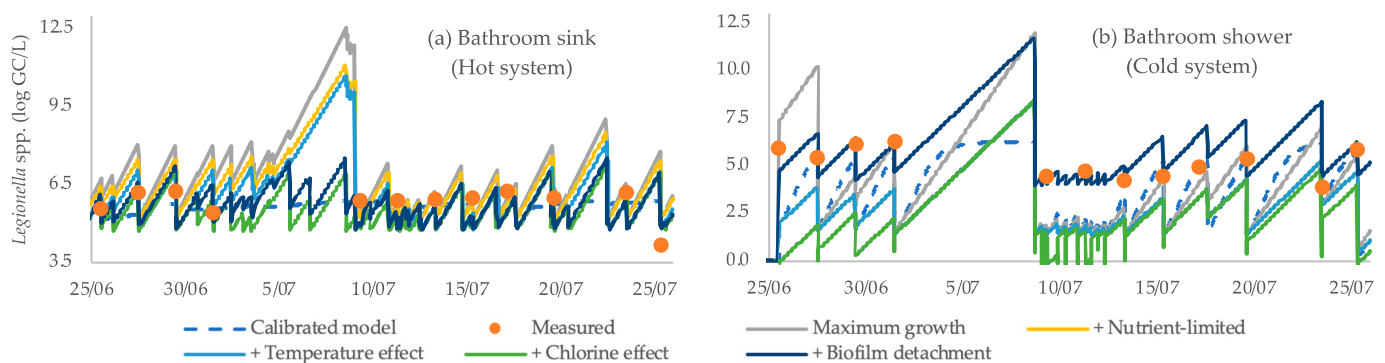 Legionella spp. (log GC/L)
12.5
9.5
6.5
3.5
(a) Bathroom sink
(Hot system)
25/06 30/06 5/07 10/07 15/07 20/07 25/07
12.5
10.0
7.5
5.0
2.5
0.0
(b) Bathroom shower
(Cold system)
25/06 30/06 5/07 10/07 15/07 20/07 25/07
Calibrated model Measured Maximum growth + Nutrient-limited
+ Temperature effect + Chlorine effect + Biofilm detachment